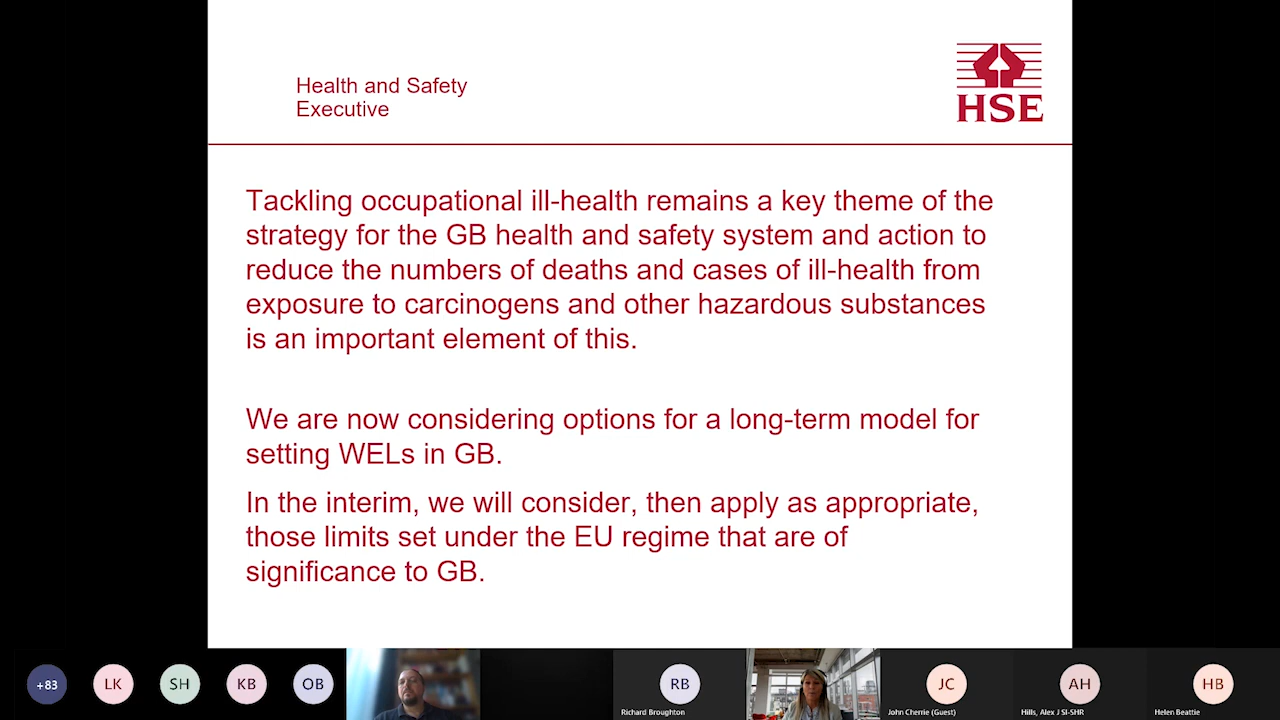 Health and Safety
Executive
HSE
Tackling occupational ill-health remains a key theme of the
strategy for the GB health and safety system and action to
reduce the numbers of deaths and cases of ill-health from
exposure to carcinogens and other hazardous substances
is an important element of this.
We are now considering options for a long-term model for
setting WELs in GB.
In the interim, we will consider, then apply as appropriate,
those limits set under the EU regime that are of
significance to GB.
+83
LK
SH
KB
OB
RB
Richard Broughton
JC
John Cherrie (Guest)
AH
Hills, Alex J SI-SHR
HB
Helen Beattie